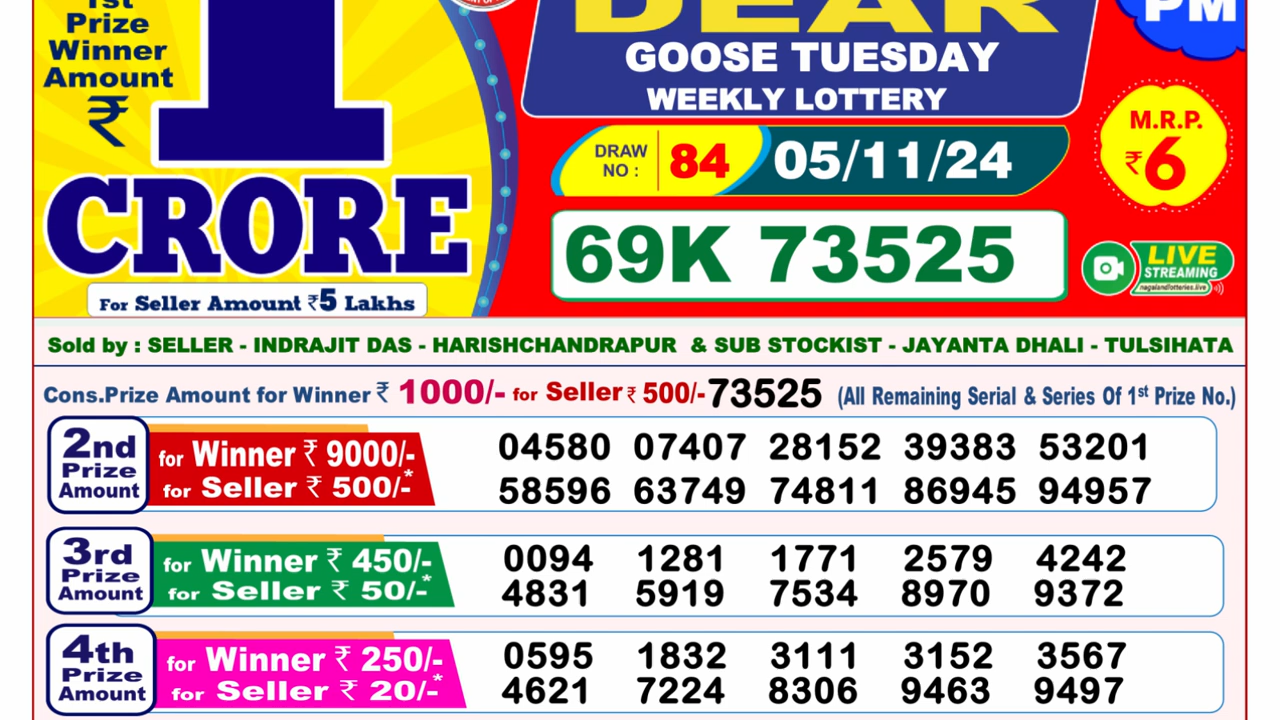 1st
Prize
Winner
Amount
₹
1
CRORE
For Seller Amount ₹5 Lakhs
DEAR
GOOSE TUESDAY
WEEKLY LOTTERY
PM
DRAW
NO :
84
05/11/24
M.R.P.
₹6
69K 73525
LIVE
STREAMING
nagalandlotteries.live
Sold by : SELLER - INDRAJIT DAS - HARISHCHANDRAPUR & SUB STOCKIST - JAYANTA DHALI - TULSIHATA
Cons.Prize Amount for Winner ₹ 1000/- for Seller ₹ 500/- 73525 (All Remaining Serial & Series Of 1st Prize No.)
2nd
Prize
Amount
for Winner ₹ 9000/-
for Seller ₹ 500/-*
04580 07407 28152 39383 53201
58596 63749 74811 86945 94957
3rd
Prize
Amount
for Winner ₹ 450/-
for Seller ₹ 50/-*
0094 1281 1771 2579 4242
4831 5919 7534 8970 9372
4th
Prize
Amount
for Winner ₹ 250/-
for Seller ₹ 20/-*
0595 1832 3111 3152 3567
4621 7224 8306 9463 9497